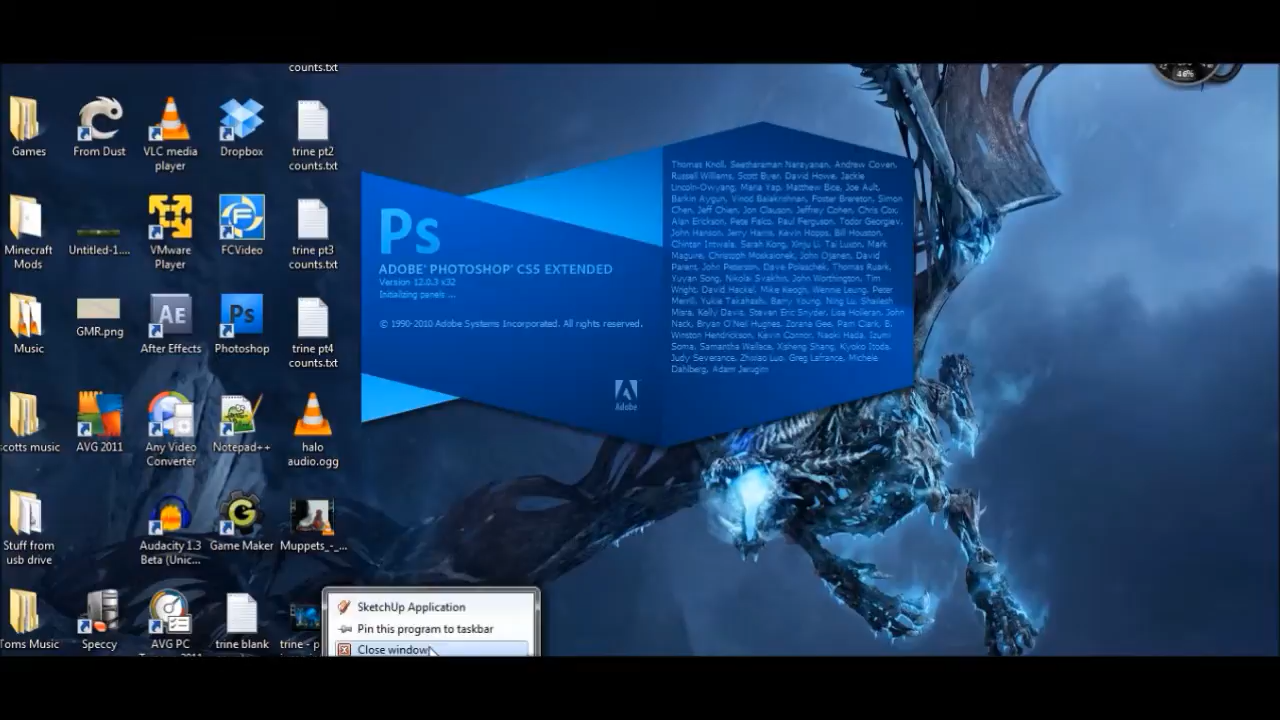 counts.txt
46%
Games
From Dust
VLC media
player
Dropbox
trine pt2
counts.txt
Minecraft
Mods
Untitled-1....
VMware
Player
FCVideo
trine pt3
counts.txt
Music
GMR.png
AE
After Effects
Ps
Photoshop
trine pt4
counts.txt
scotts music
AVG 2011
Any Video
Converter
Notepad++
halo
audio.ogg
Stuff from
usb drive
Audacity 1.3
Beta (Unic...
Game Maker
Muppets_-_...
Toms Music
Speccy
AVG PC
trine blank
trine - p
Ps
ADOBE® PHOTOSHOP® CS5 EXTENDED
Version 12.0.3 x32
Initializing panels ...
© 1990-2010 Adobe Systems Incorporated. All rights reserved.
Adobe
Thomas Knoll, Seetharaman Narayanan, Andrew Coven,
Russell Williams, Scott Byer, David Howe, Jackie
Lincoln-Owyang, Maria Yap, Matthew Bice, Joe Ault,
Barkin Aygun, Vinod Balakrishnan, Foster Brereton, Simon
Chen, Jeff Chien, Jon Clauson, Jeffrey Cohen, Chris Cox,
Alan Erickson, Pete Falco, Paul Ferguson, Todor Georgiev,
John Hanson, Jerry Harris, Kevin Hopps, Bill Houston,
Chintan Intwala, Sarah Kong, Xinju Li, Tai Luxon, Mark
Maguire, Christoph Moskalonek, John Ojanen, David
Parent, John Peterson, Dave Polaschek, Thomas Ruark,
Yuyan Song, Nikolai Svakhin, John Worthington, Tim
Wright, David Hackel, Mike Keogh, Wennie Leung, Peter
Merrill, Yukie Takahashi, Barry Young, Ning Lu, Shailesh
Misra, Kelly Davis, Steven Eric Snyder, Lisa Holleran, John
Nack, Bryan O'Neil Hughes, Zorana Gee, Pam Clark, B.
Winston Hendrickson, Kevin Connor, Naoki Hada, Izumi
Soma, Samantha Wallace, Xisheng Shang, Kiyoko Itoda,
Judy Severance, Zhixiao Luo, Greg Lafrance, Michele
Dahlberg, Adam Jerugim
SketchUp Application
Pin this program to taskbar
Close window